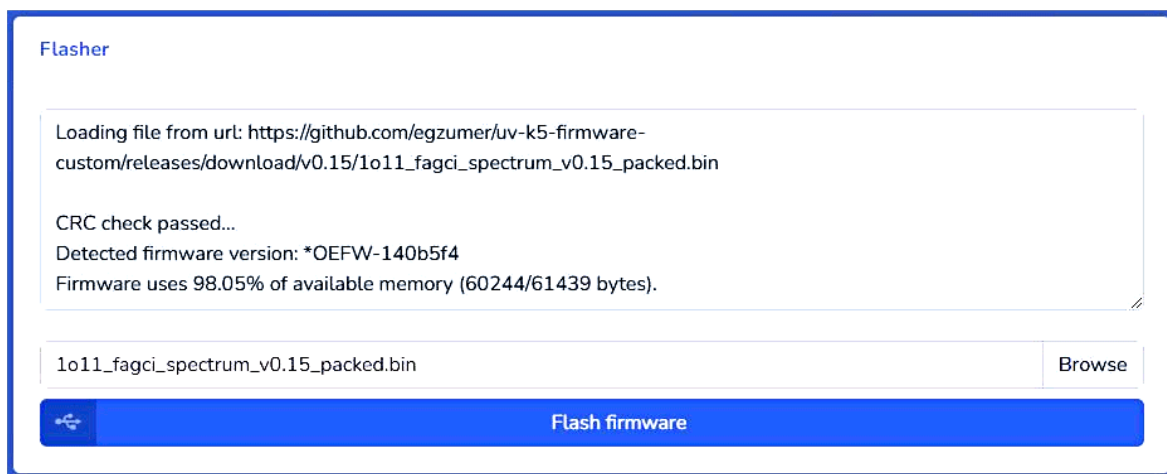 Flasher
Loading file from url: https://github.com/egzumer/uv-k5-firmware-
custom/releases/download/v0.15/1o11_fagci_spectrum_v0.15_packed.bin
CRC check passed...
Detected firmware version: *OEFW-140b5f4
Firmware uses 98.05% of available memory (60244/61439 bytes).
1o11_fagci_spectrum_v0.15_packed.bin
Browse
Flash firmware